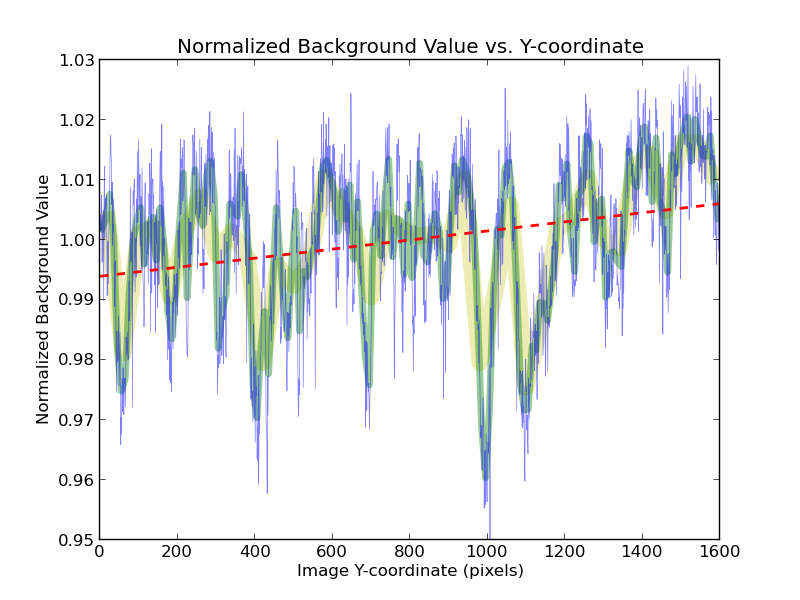 Normalized Background Value vs. Y-coordinate
1.03
1.02
1.01
1.00
0.99
0.98
0.97
0.96
0.95
Normalized Background Value
0 200 400 600 800 1000 1200 1400 1600
Image Y-coordinate (pixels)